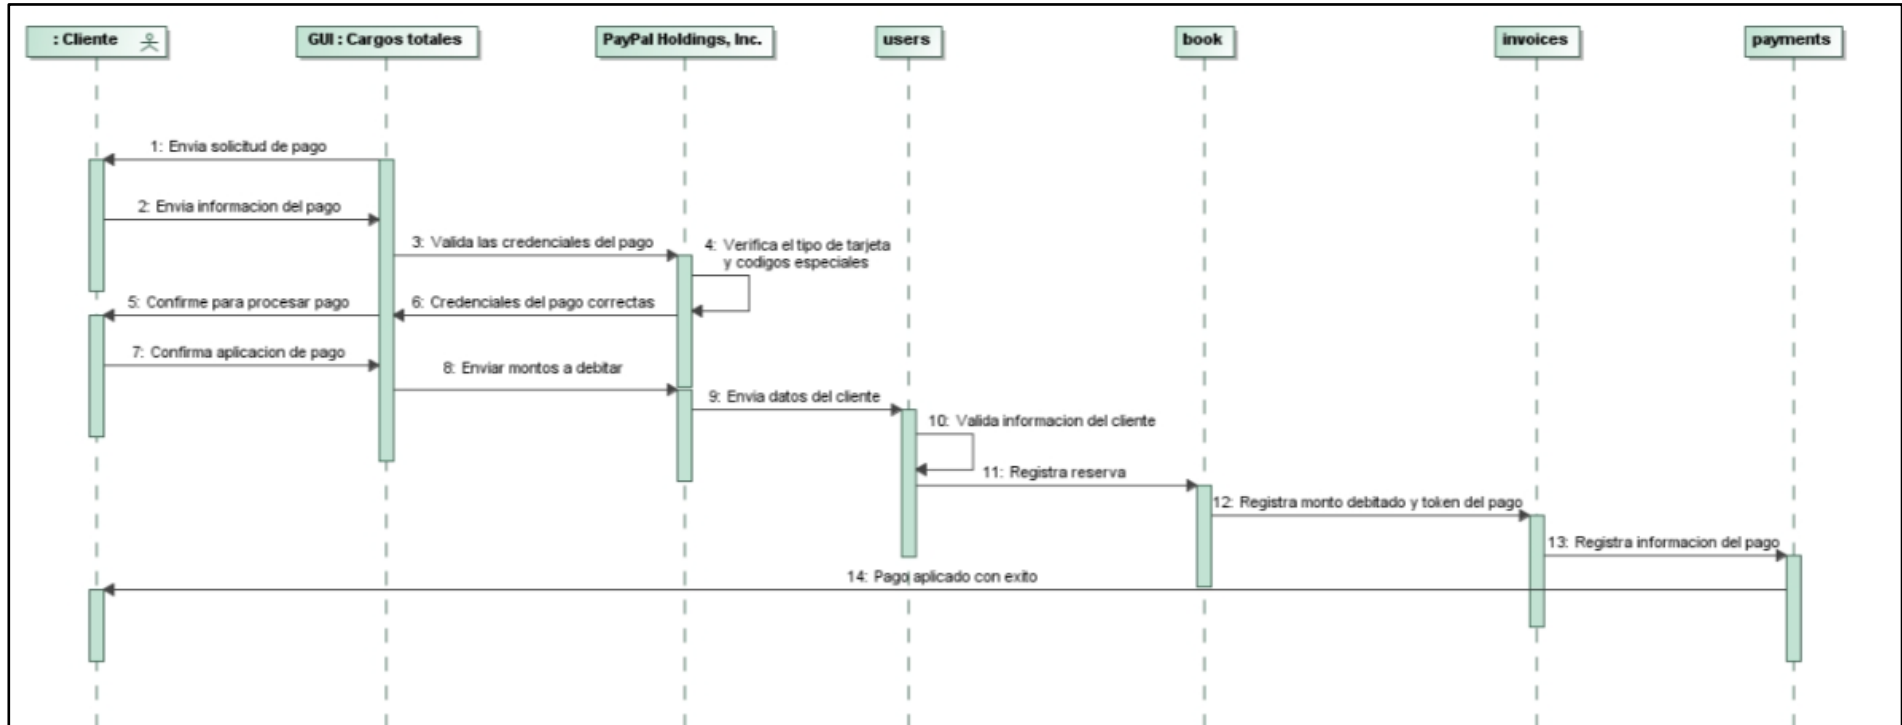 : Cliente
GUI : Cargos totales
PayPal Holdings, Inc.
users
book
invoices
payments
1: Envia solicitud de pago
2: Envia informacion del pago
3: Valida las credenciales del pago
4: Verifica el tipo de tarjeta
y codigos especiales
5: Confirme para procesar pago
6: Credenciales del pago correctas
7: Confirma aplicacion de pago
8: Enviar montos a debitar
9: Envia datos del cliente
10: Valida informacion del cliente
11: Registra reserva
12: Registra monto debitado y token del pago
13: Registra informacion del pago
14: Pago aplicado con exito